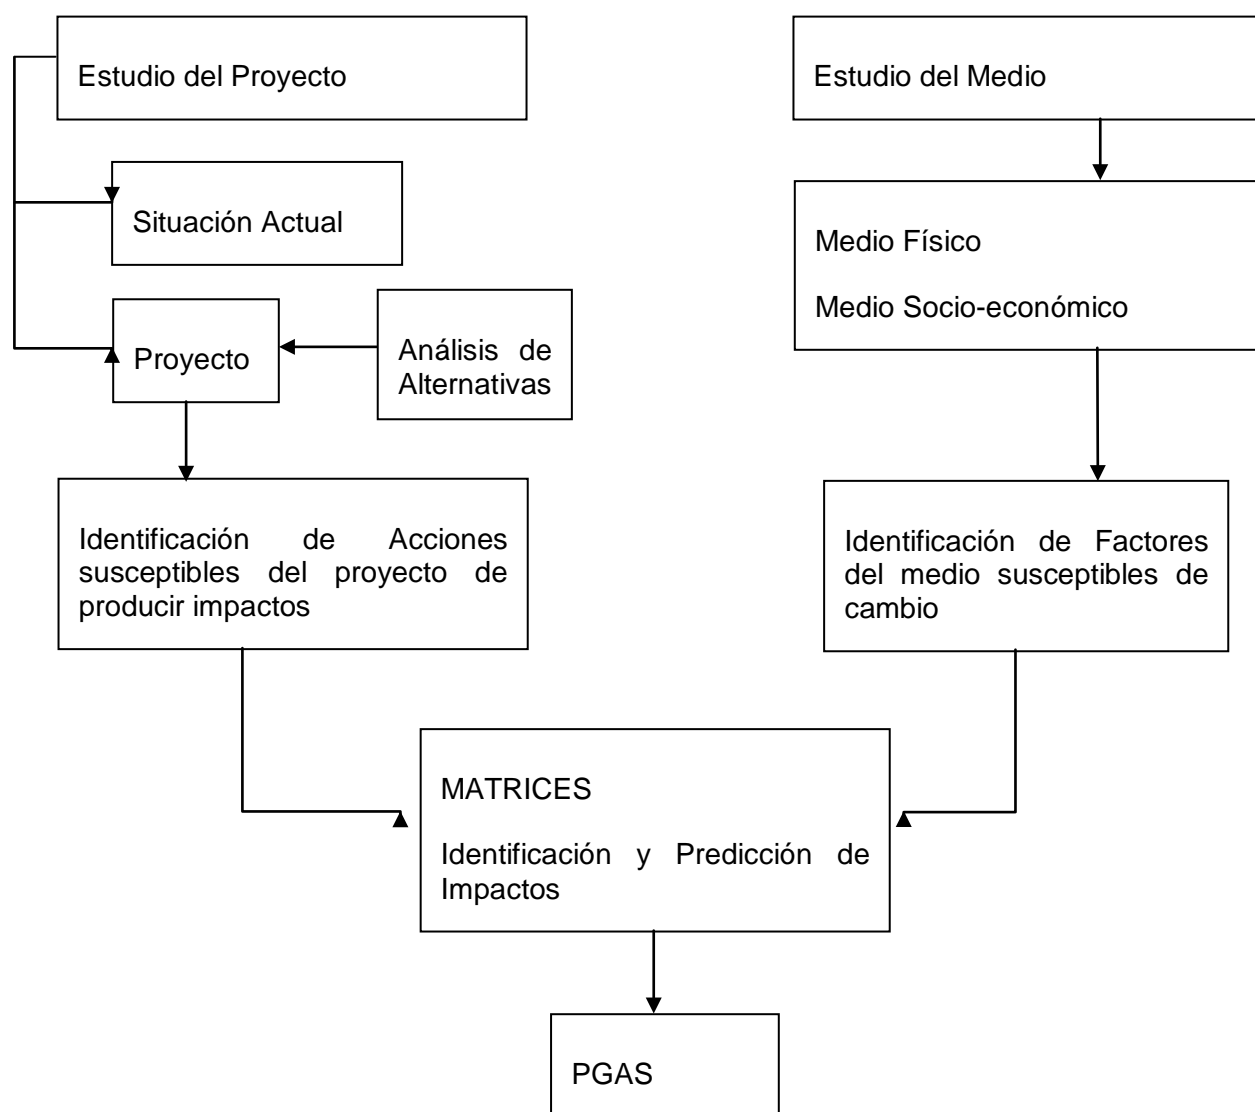 Estudio del Proyecto
Estudio del Medio
Situación Actual
Medio Físico
Medio Socio-económico
Proyecto
Análisis de
Alternativas
Identificación de Acciones
susceptibles del proyecto de
producir impactos
Identificación de Factores
del medio susceptibles de
cambio
MATRICES
Identificación y Predicción de
Impactos
PGAS